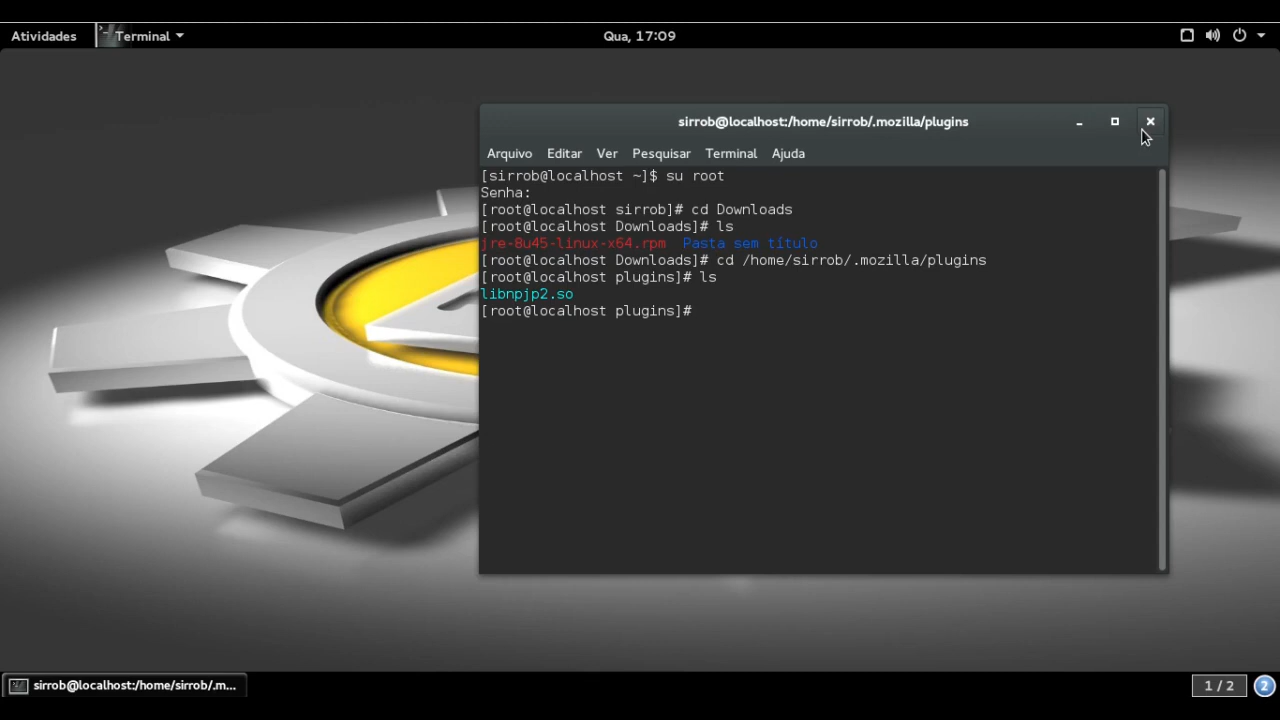 Atividades Terminal Qua, 17:09
sirrob@localhost:/home/sirrob/.mozilla/plugins
Arquivo Editar Ver Pesquisar Terminal Ajuda
[sirrob@localhost ~]$ su root
Senha:
[root@localhost sirrob]# cd Downloads
[root@localhost Downloads]# ls
jre-8u45-linux-x64.rpm  Pasta sem título
[root@localhost Downloads]# cd /home/sirrob/.mozilla/plugins
[root@localhost plugins]# ls
libnpjp2.so
[root@localhost plugins]#
sirrob@localhost:/home/sirrob/.m... 1 / 2 2